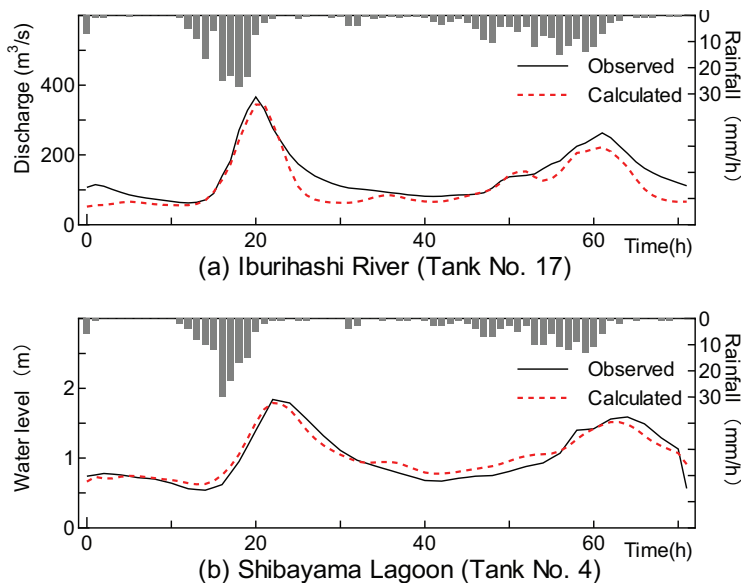 0
10
20
30
Rainfall (mm/h)
400
200
0
Discharge (m³/s)
Observed
Calculated
0 20 40 60 Time(h)
(a) Iburihashi River (Tank No. 17)
0
10
20
30
Rainfall (mm/h)
2
1
0
Water level (m)
Observed
Calculated
0 20 40 60 Time(h)
(b) Shibayama Lagoon (Tank No. 4)